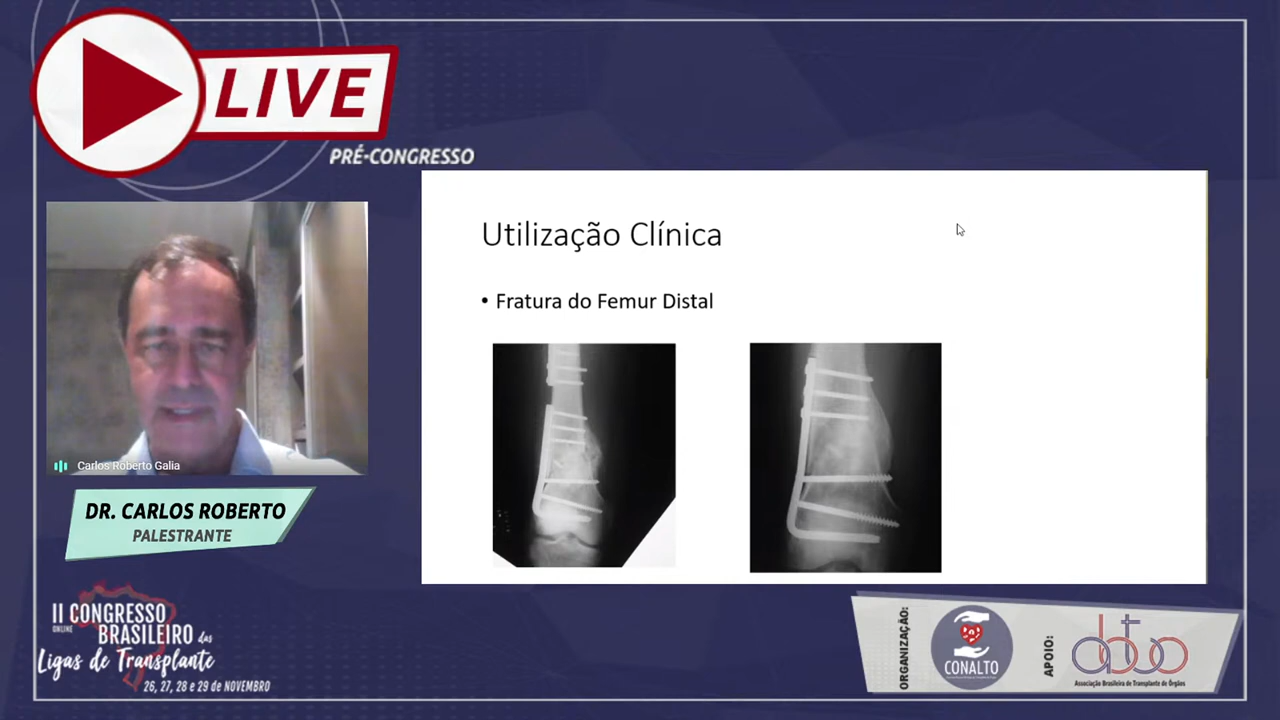 LIVE
PRÉ-CONGRESSO
Utilização Clínica
• Fratura do Femur Distal
Carlos Roberto Galia
DR. CARLOS ROBERTO
PALESTRANTE
II CONGRESSO
ONLINE
BRASILEIRO das
Ligas de Transplante
26, 27, 28 e 29 de NOVEMBRO
ORGANIZAÇÃO:
CONALTO
APOIO:
abto
Associação Brasileira de Transplante de Órgãos